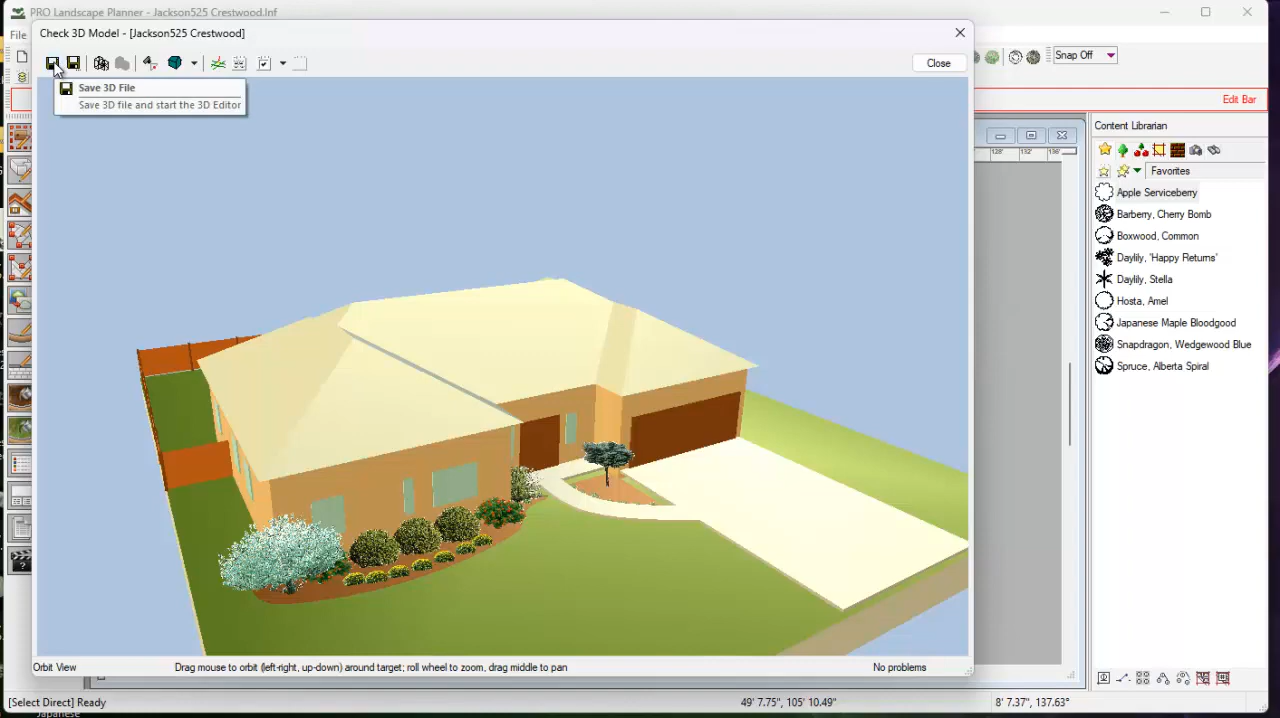 PRO Landscape Planner - Jackson525 Crestwood.lnf
File
Check 3D Model - [Jackson525 Crestwood]
Close
Save 3D File
Save 3D file and start the 3D Editor
Snap Off
Edit Bar
128'
132'
136'
Content Librarian
Favorites
Apple Serviceberry
Barberry, Cherry Bomb
Boxwood, Common
Daylily, 'Happy Returns'
Daylily, Stella
Hosta, Amel
Japanese Maple Bloodgood
Snapdragon, Wedgewood Blue
Spruce, Alberta Spiral
Orbit View
Drag mouse to orbit (left-right, up-down) around target; roll wheel to zoom, drag middle to pan
No problems
[Select Direct] Ready
49' 7.75", 105' 10.49"
8' 7.37", 137.63°
Japanese